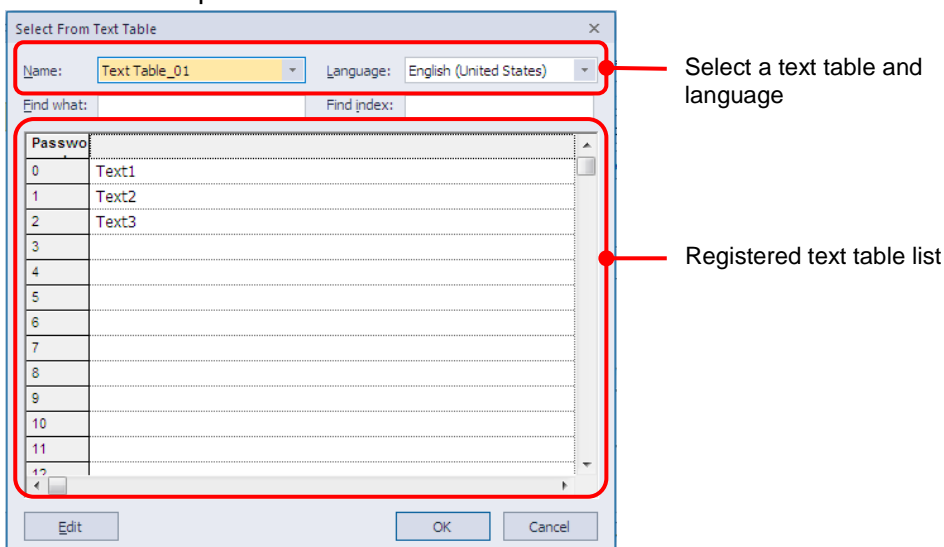 Select From Text Table
Name: Text Table_01 Language: English (United States)
Select a text table and
language
Find what: Find index:
Passwo
0 Text1
1 Text2
2 Text3
3
4
5
Registered text table list
6
7
8
9
10
11
12
Edit OK Cancel